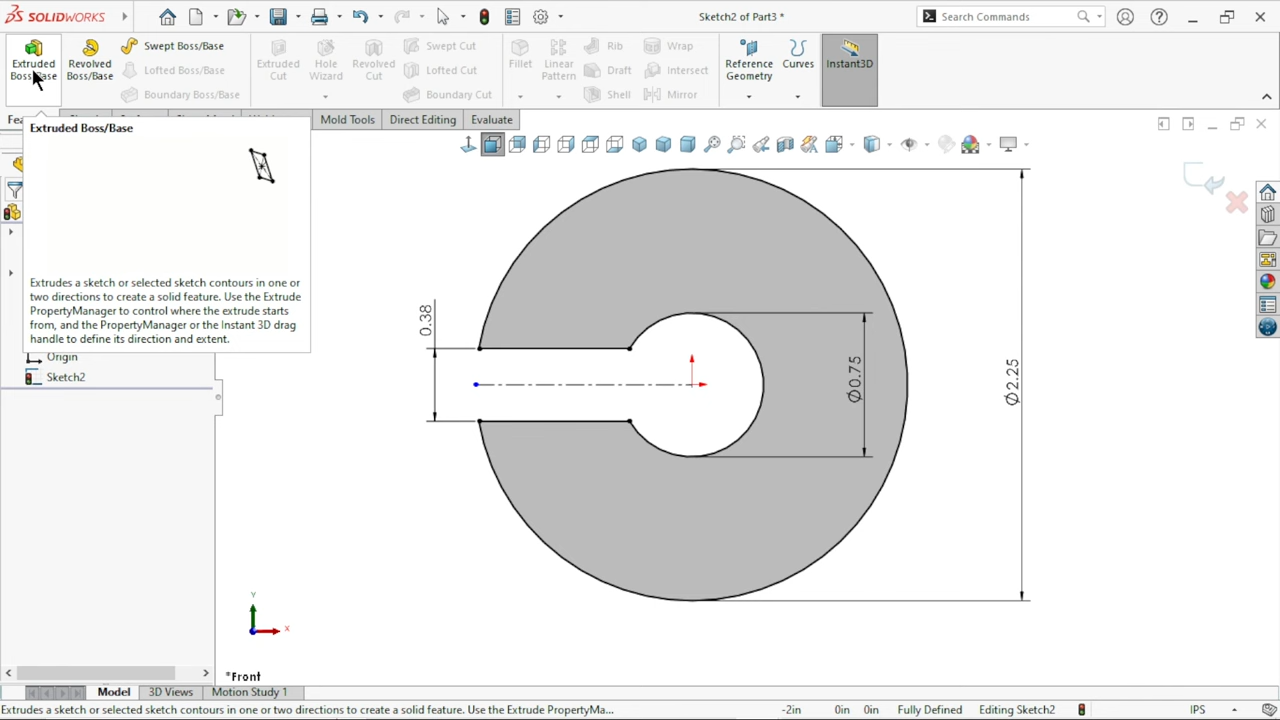 SOLIDWORKS
Sketch2 of Part3 *
Search Commands
Extruded
Boss/Base
Revolved
Boss/Base
Swept Boss/Base
Lofted Boss/Base
Boundary Boss/Base
Extruded
Cut
Hole
Wizard
Revolved
Cut
Swept Cut
Lofted Cut
Boundary Cut
Fillet
Linear
Pattern
Rib
Draft
Shell
Wrap
Intersect
Mirror
Reference
Geometry
Curves
Instant3D
Mold Tools
Direct Editing
Evaluate
Extruded Boss/Base
Extrudes a sketch or selected sketch contours in one or
two directions to create a solid feature. Use the Extrude
PropertyManager to control where the extrude starts
from, and the PropertyManager or the Instant 3D drag
handle to define its direction and extent.
Origin
Sketch2
0.38
Ø0.75
Ø2.25
Y
X
*Front
Model
3D Views
Motion Study 1
Extrudes a sketch or selected sketch contours in one or two directions to create a solid feature. Use the Extrude PropertyMa...
-2in
0in
0in
Fully Defined
Editing Sketch2
IPS